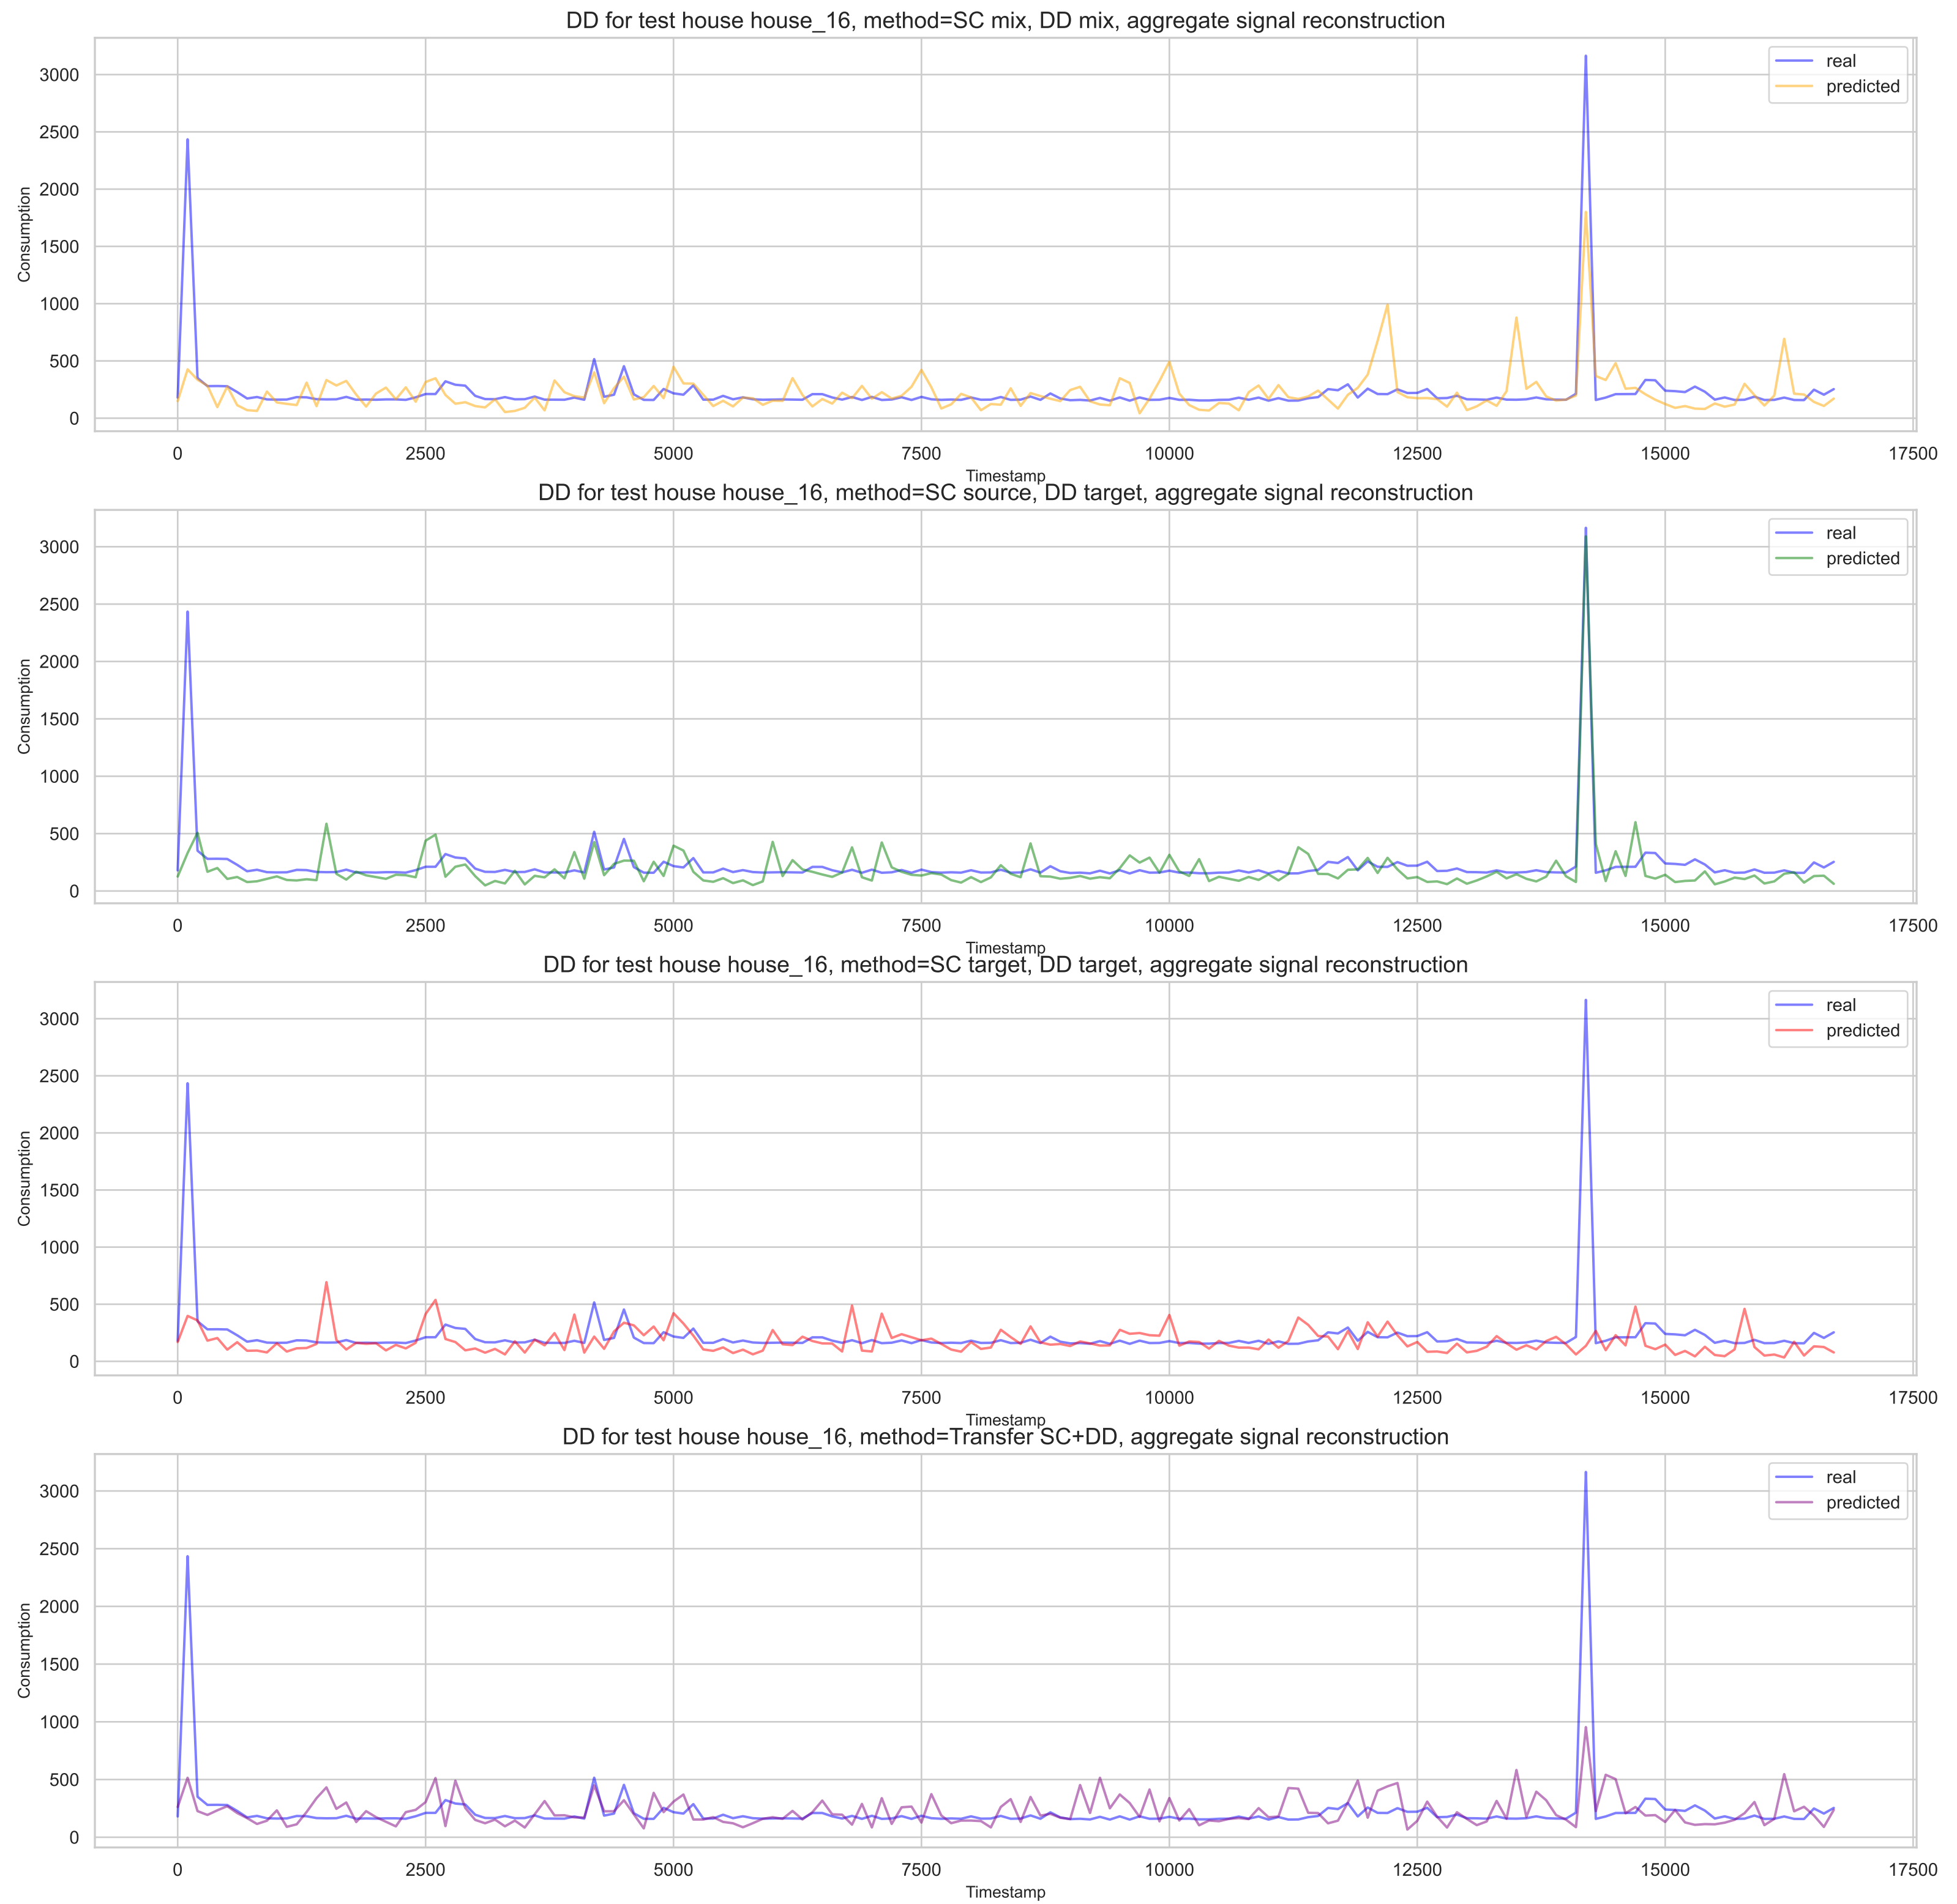 DD for test house house_16, method=SC mix, DD mix, aggregate signal reconstruction
real
predicted
Consumption
3000
2500
2000
1500
1000
500
0
0 2500 5000 7500 10000 12500 15000 17500
Timestamp
DD for test house house_16, method=SC source, DD target, aggregate signal reconstruction
real
predicted
Consumption
3000
2500
2000
1500
1000
500
0
0 2500 5000 7500 10000 12500 15000 17500
Timestamp
DD for test house house_16, method=SC target, DD target, aggregate signal reconstruction
real
predicted
Consumption
3000
2500
2000
1500
1000
500
0
0 2500 5000 7500 10000 12500 15000 17500
Timestamp
DD for test house house_16, method=Transfer SC+DD, aggregate signal reconstruction
real
predicted
Consumption
3000
2500
2000
1500
1000
500
0
0 2500 5000 7500 10000 12500 15000 17500
Timestamp